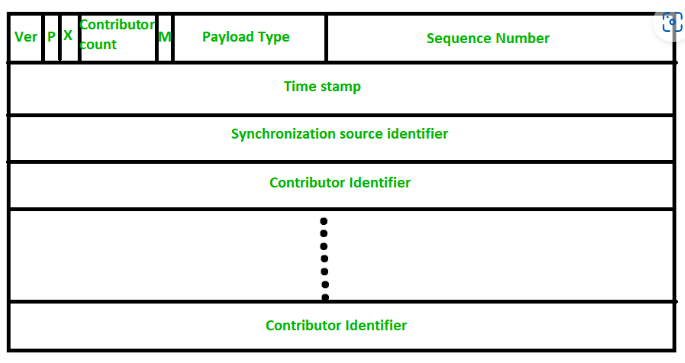 Ver P X Contributor count M Payload Type Sequence Number
Time stamp
Synchronization source identifier
Contributor Identifier
Contributor Identifier